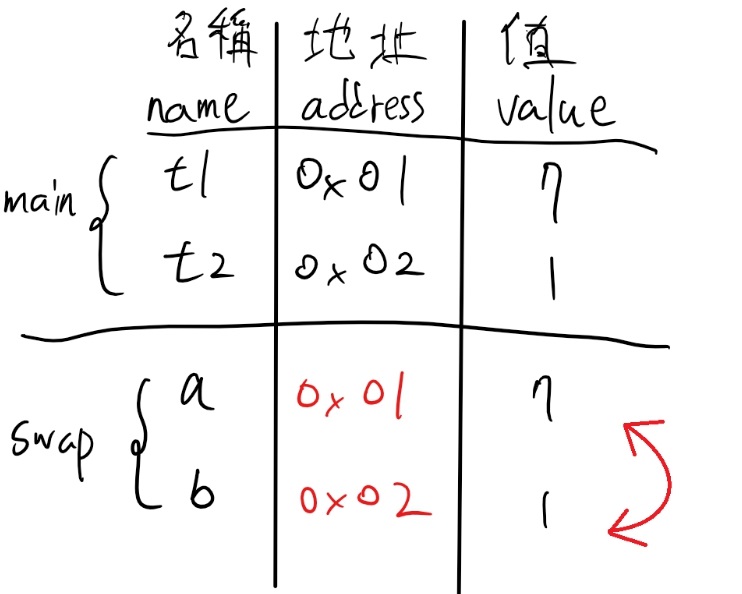 名稱 地址 值
name address value
main t1 0x01 7
t2 0x02 1
swap a 0x01 7
b 0x02 1